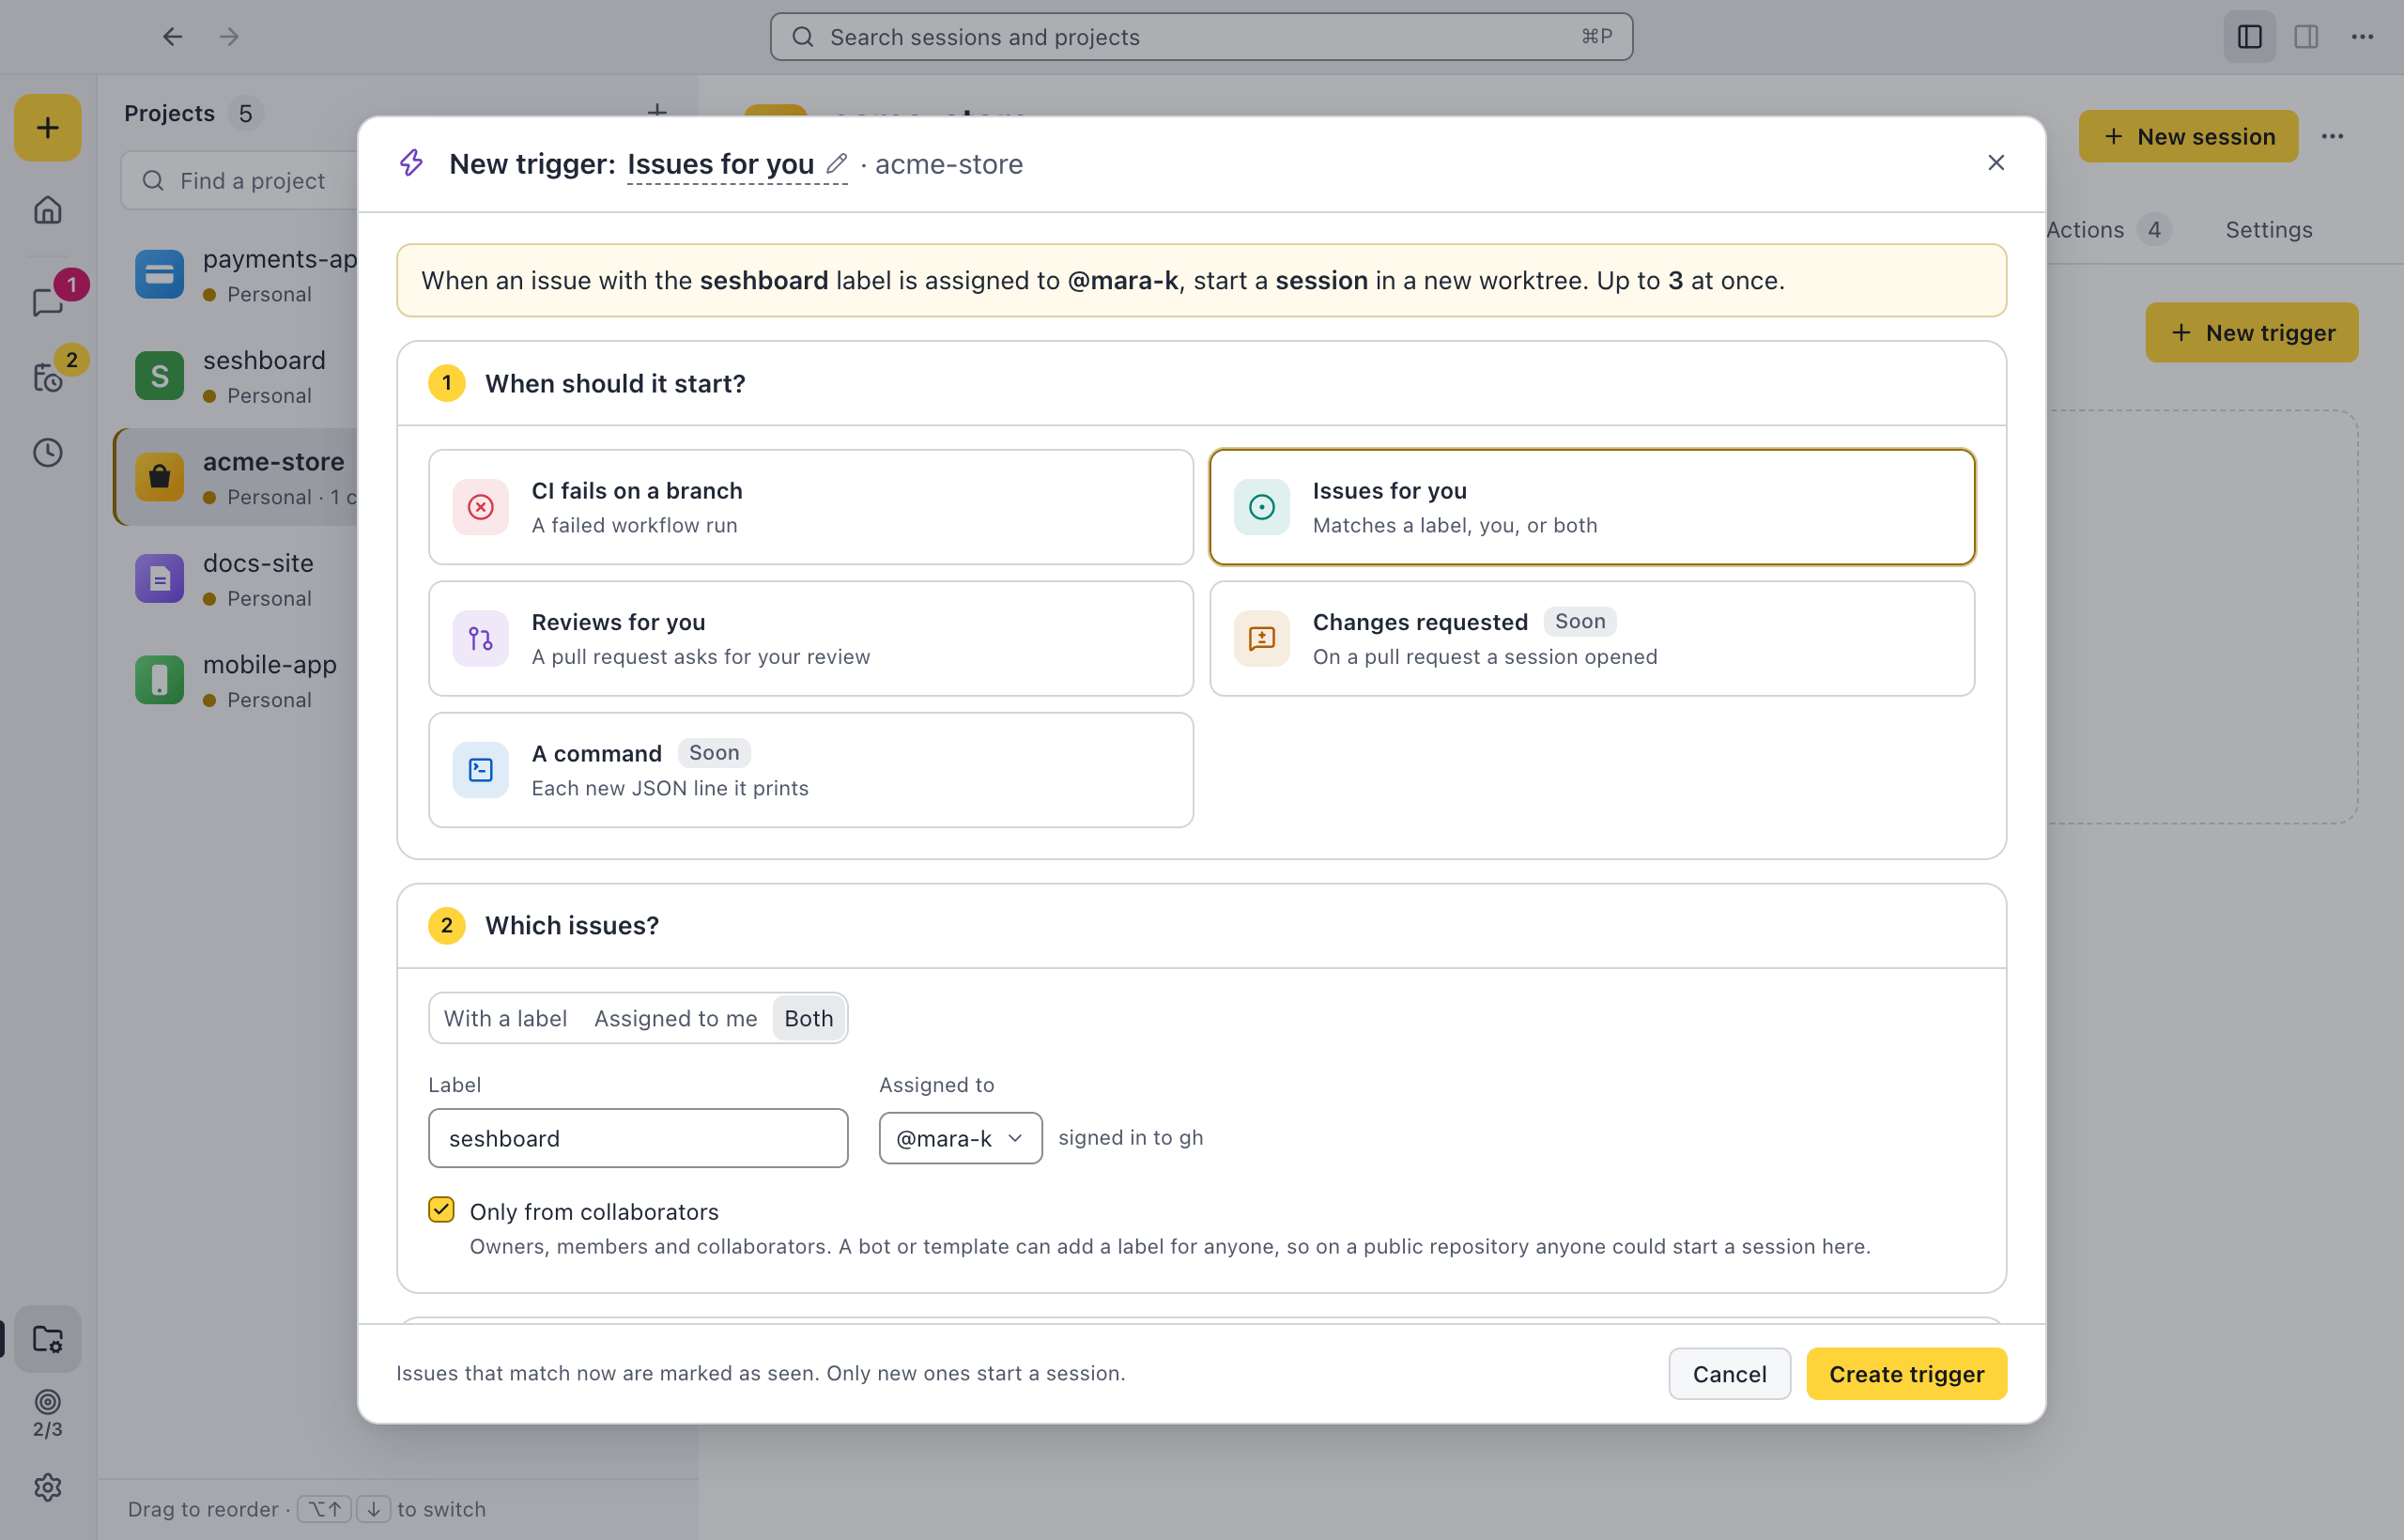 Search sessions and projects ⌘P
Projects 5
Find a project
payments-ap
Personal
seshboard
Personal
acme-store
Personal · 1 c
docs-site
Personal
mobile-app
Personal
1
2
2/3
Drag to reorder · ⌥↑ ↓ to switch
New session
Actions 4 Settings
New trigger
New trigger: Issues for you · acme-store
When an issue with the seshboard label is assigned to @mara-k, start a session in a new worktree. Up to 3 at once.
1 When should it start?
CI fails on a branch
A failed workflow run
Issues for you
Matches a label, you, or both
Reviews for you
A pull request asks for your review
Changes requested Soon
On a pull request a session opened
A command Soon
Each new JSON line it prints
2 Which issues?
With a label Assigned to me Both
Label
Assigned to
seshboard
@mara-k signed in to gh
Only from collaborators
Owners, members and collaborators. A bot or template can add a label for anyone, so on a public repository anyone could start a session here.
Issues that match now are marked as seen. Only new ones start a session.
Cancel Create trigger